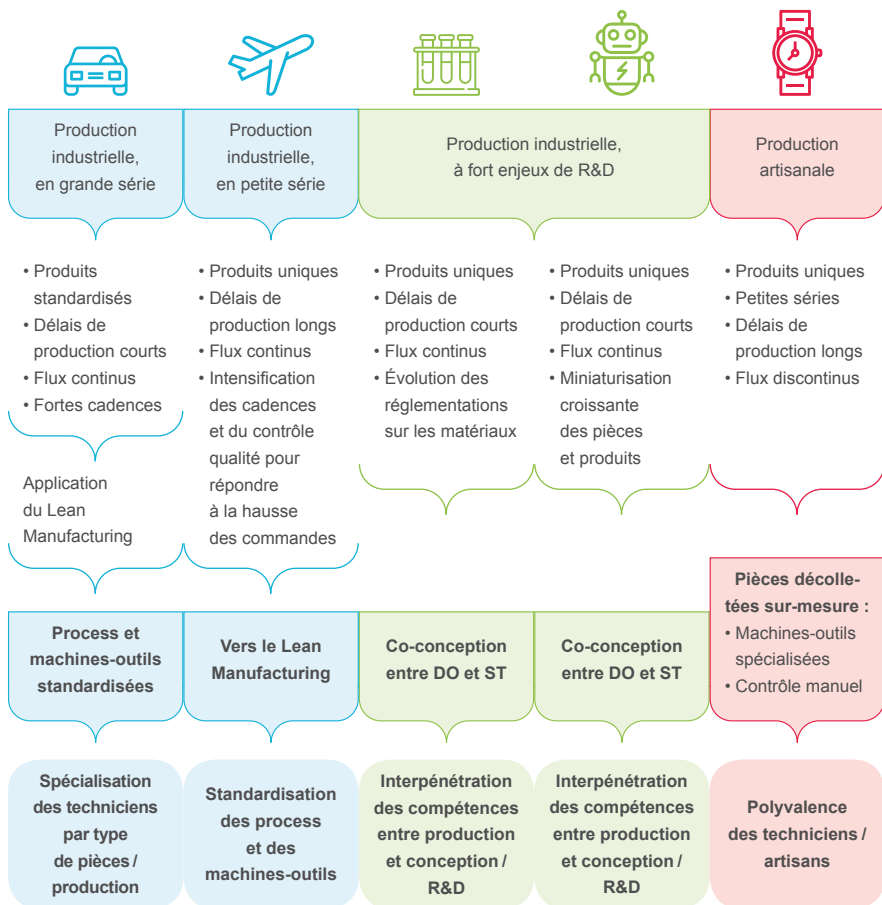 Production
industrielle,
en grande série
Production
industrielle,
en petite série
Production industrielle,
à fort enjeux de R&D
Production
artisanale
• Produits
standardisés
• Délais de
production courts
• Flux continus
• Fortes cadences
Application
du Lean
Manufacturing
• Produits uniques
• Délais de
production longs
• Flux continus
• Intensification
des cadences
et du contrôle
qualité pour
répondre
à la hausse
des commandes
• Produits uniques
• Délais de
production courts
• Flux continus
• Évolution des
réglementations
sur les matériaux
• Produits uniques
• Délais de
production courts
• Flux continus
• Miniaturisation
croissante
des pièces
et produits
• Produits uniques
• Petites séries
• Délais de
production longs
• Flux discontinus
Process et
machines-outils
standardisées
Vers le Lean
Manufacturing
Co-conception
entre DO et ST
Co-conception
entre DO et ST
Pièces décolle-
tées sur-mesure :
• Machines-outils
spécialisées
• Contrôle manuel
Spécialisation
des techniciens
par type
de pièces /
production
Standardisation
des process
et des
machines-outils
Interpénétration
des compétences
entre production
et conception /
R&D
Interpénétration
des compétences
entre production
et conception /
R&D
Polyvalence
des techniciens /
artisans